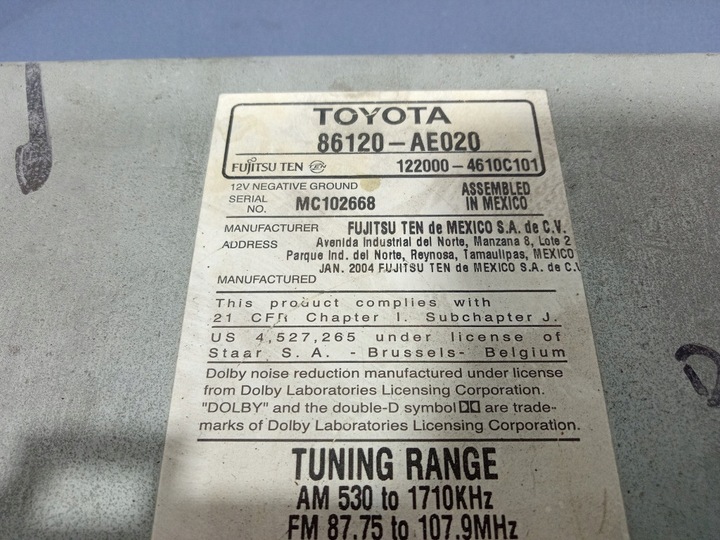 TOYOTA
86120-AE020
FUJITSU TEN TEN 122000-4610C101
12V NEGATIVE GROUND ASSEMBLED
SERIAL NO. MC102668 IN MEXICO
MANUFACTURER FUJITSU TEN de MEXICO S.A. de C.V.
ADDRESS Avenida Industrial del Norte, Manzana 8, Lote 2
Parque Ind. del Norte, Reynosa, Tamaulipas, MEXICO
JAN. 2004 FUJITSU TEN de MEXICO S.A. de C.V
MANUFACTURED
This product complies with
21 CFR Chapter I. Subchapter J.
US 4,527,265 under license of
Staar S.A. - Brussels- Belgium
Dolby noise reduction manufactured under license
from Dolby Laboratories Licensing Corporation.
"DOLBY" and the double-D symbol are trade-
marks of Dolby Laboratories Licensing Corporation.
TUNING RANGE
AM 530 to 1710KHz
FM 87.75 to 107.9MHz